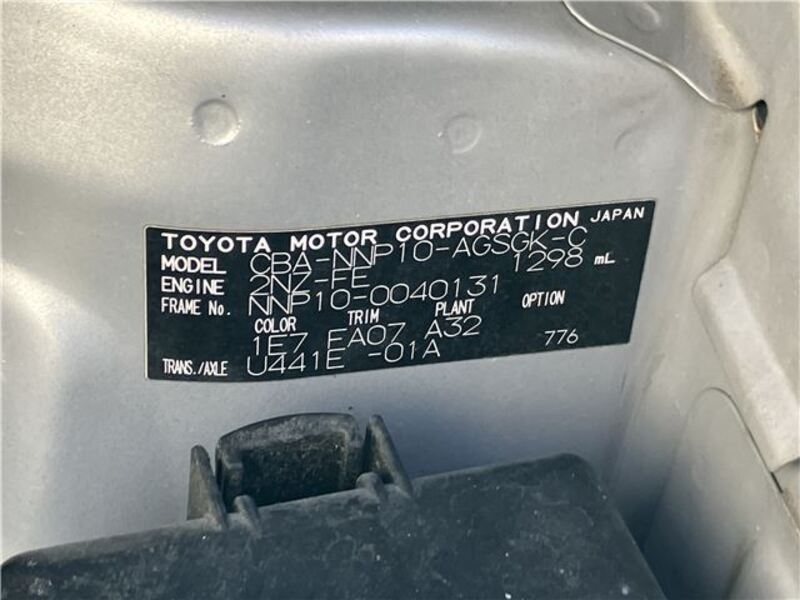 TOYOTA MOTOR CORPORATION JAPAN
MODEL CBA-NNP10-AGSGK-C
ENGINE 2NZ-FE 1298 mL
FRAME No. NNP10-0040131
COLOR TRIM PLANT OPTION
1E7 EA07 A32
TRANS./AXLE U441E -01A 776